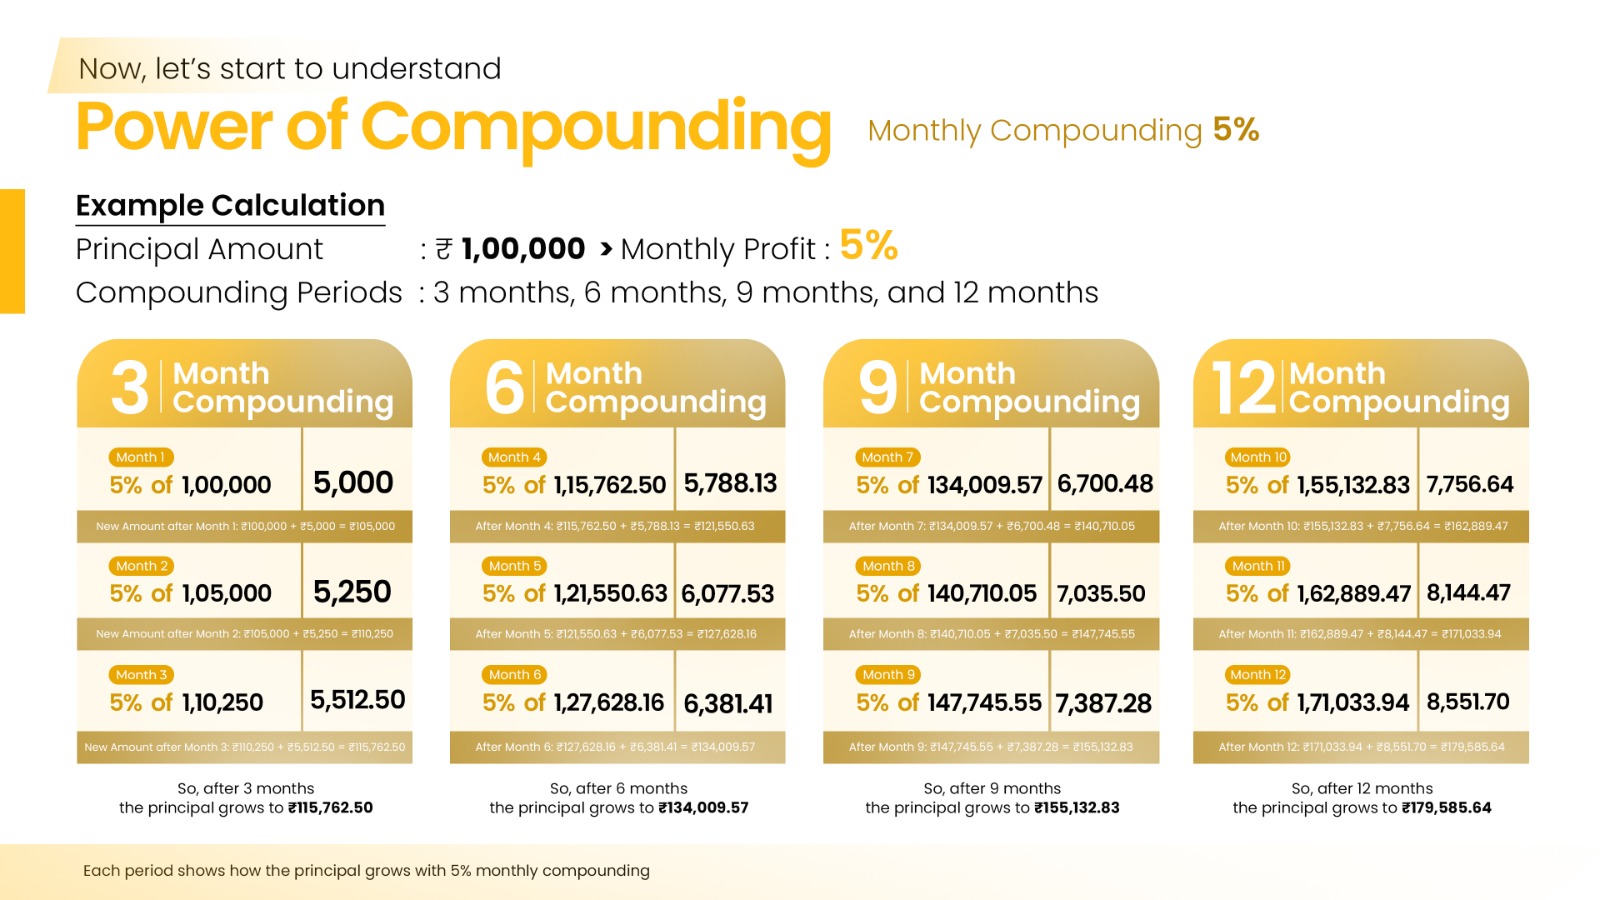 Now, let’s start to understand
Power of Compounding
Monthly Compounding 5%
Example Calculation
Principal Amount : ₹ 1,00,000 > Monthly Profit : 5%
Compounding Periods : 3 months, 6 months, 9 months, and 12 months
3 Month Compounding
Month 1
5% of 1,00,000 5,000
New Amount after Month 1: ₹100,000 + ₹5,000 = ₹105,000
Month 2
5% of 1,05,000 5,250
New Amount after Month 2: ₹105,000 + ₹5,250 = ₹110,250
Month 3
5% of 1,10,250 5,512.50
New Amount after Month 3: ₹110,250 + ₹5,512.50 = ₹115,762.50
So, after 3 months
the principal grows to ₹115,762.50
6 Month Compounding
Month 4
5% of 1,15,762.50 5,788.13
After Month 4: ₹115,762.50 + ₹5,788.13 = ₹121,550.63
Month 5
5% of 1,21,550.63 6,077.53
After Month 5: ₹121,550.63 + ₹6,077.53 = ₹127,628.16
Month 6
5% of 1,27,628.16 6,381.41
After Month 6: ₹127,628.16 + ₹6,381.41 = ₹134,009.57
So, after 6 months
the principal grows to ₹134,009.57
9 Month Compounding
Month 7
5% of 134,009.57 6,700.48
After Month 7: ₹134,009.57 + ₹6,700.48 = ₹140,710.05
Month 8
5% of 140,710.05 7,035.50
After Month 8: ₹140,710.05 + ₹7,035.50 = ₹147,745.55
Month 9
5% of 147,745.55 7,387.28
After Month 9: ₹147,745.55 + ₹7,387.28 = ₹155,132.83
So, after 9 months
the principal grows to ₹155,132.83
12 Month Compounding
Month 10
5% of 1,55,132.83 7,756.64
After Month 10: ₹155,132.83 + ₹7,756.64 = ₹162,889.47
Month 11
5% of 1,62,889.47 8,144.47
After Month 11: ₹162,889.47 + ₹8,144.47 = ₹171,033.94
Month 12
5% of 1,71,033.94 8,551.70
After Month 12: ₹171,033.94 + ₹8,551.70 = ₹179,585.64
So, after 12 months
the principal grows to ₹179,585.64
Each period shows how the principal grows with 5% monthly compounding